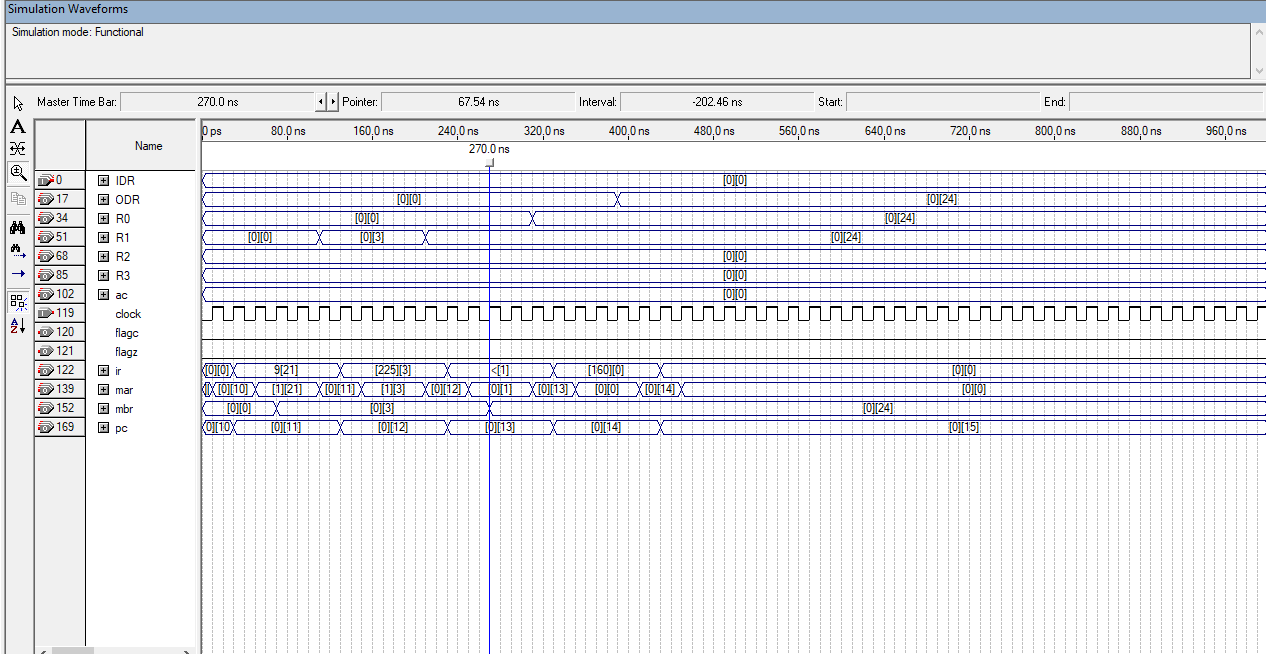 Simulation Waveforms
Simulation mode: Functional
Master Time Bar: 270.0 ns Pointer: 67.54 ns Interval: -202.46 ns Start: End:
Name 0 ps 80.0 ns 160.0 ns 240.0 ns 320.0 ns 400.0 ns 480.0 ns 560.0 ns 640.0 ns 720.0 ns 800.0 ns 880.0 ns 960.0 ns
270.0 ns
0 IDR [0][0]
17 ODR [0][0] [0][24]
34 R0 [0][0] [0][24]
51 R1 [0][0] [0][3] [0][24]
68 R2 [0][0]
85 R3 [0][0]
102 ac [0][0]
119 clock
120 flagc
121 flagz
122 ir [0][0] 9[21] [225][3] <[1] [160][0] [0][0]
139 mar [0][10] [1][21] [0][11] [1][3] [0][12] [0][1] [0][13] [0][0] [0][14] [0][0]
152 mbr [0][0] [0][3] [0][24]
169 pc 0][10 [0][11] [0][12] [0][13] [0][14] [0][15]